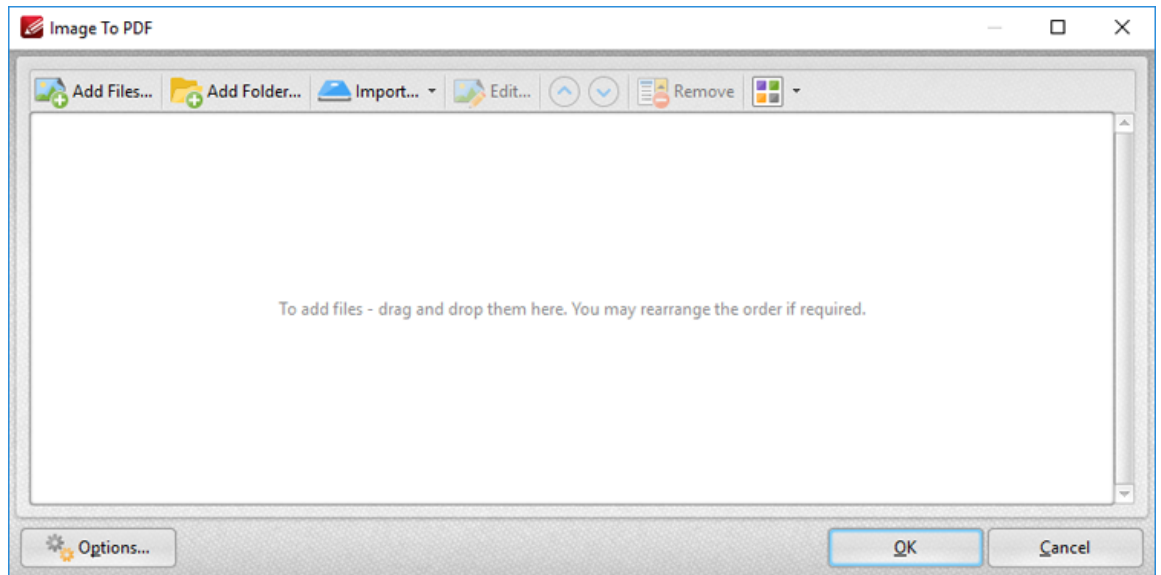 Image To PDF
Add Files... Add Folder... Import... Edit... Remove
To add files - drag and drop them here. You may rearrange the order if required.
Options... OK Cancel